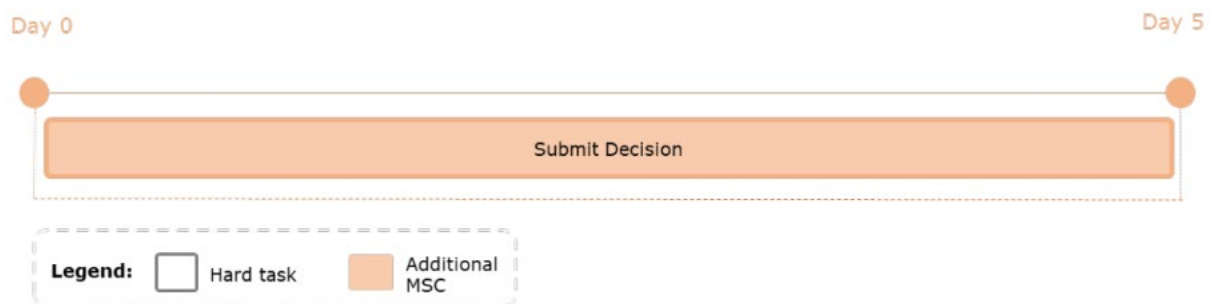 Day 0
Day 5
Submit Decision
Legend:
Hard task
Additional
MSC